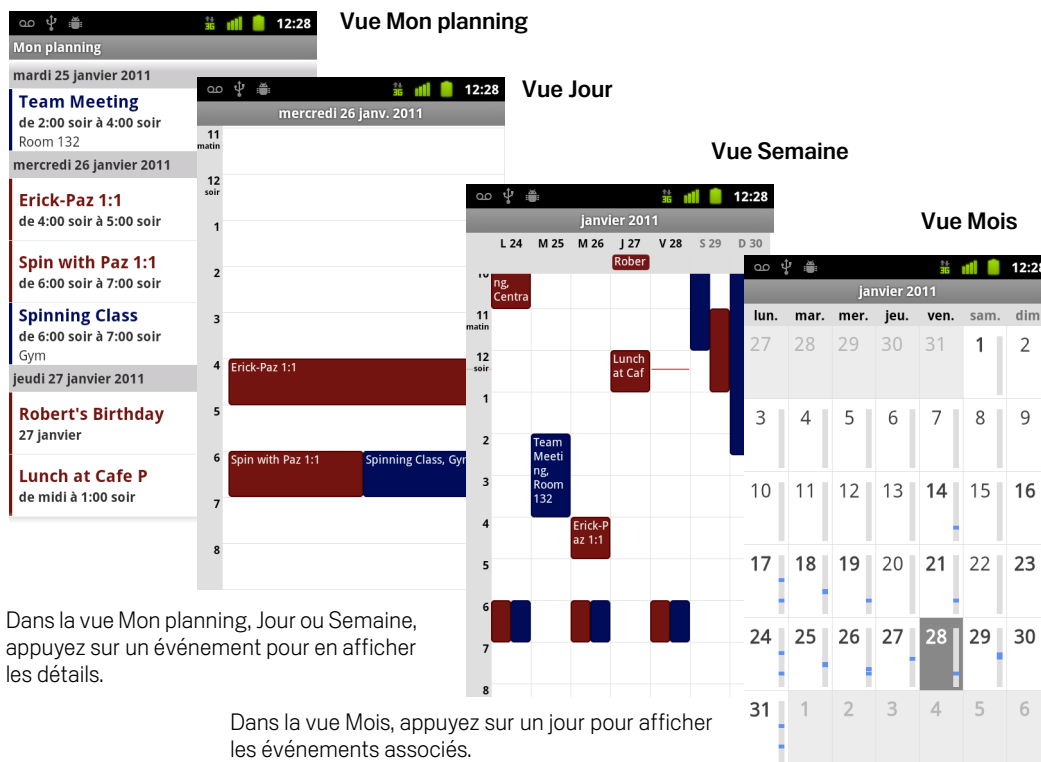 12:28
Mon planning
mardi 25 janvier 2011
Team Meeting
de 2:00 soir à 4:00 soir
Room 132
mercredi 26 janvier 2011
Erick-Paz 1:1
de 4:00 soir à 5:00 soir
Spin with Paz 1:1
de 6:00 soir à 7:00 soir
Spinning Class
de 6:00 soir à 7:00 soir
Gym
jeudi 27 janvier 2011
Robert's Birthday
27 janvier
Lunch at Cafe P
de midi à 1:00 soir
Vue Mon planning
Vue Jour
12:28
mercredi 26 janv. 2011
11
matin
12
soir
1
2
3
4 Erick-Paz 1:1
5
6 Spin with Paz 1:1 Spinning Class, Gyr
7
8
Vue Semaine
12:28
janvier 2011
L 24 M 25 M 26 J 27 V 28 S 29 D 30
Rober
10
ng,
Centra
11
matin
12
soir
Lunch
at Caf
1
2
Team
Meeti
ng,
Room
132
3
4
Erick-P
az 1:1
5
6
7
8
Vue Mois
12:28
janvier 2011
lun. mar. mer. jeu. ven. sam. dim
27 28 29 30 31 1 2
3 4 5 6 7 8 9
10 11 12 13 14 15 16
17 18 19 20 21 22 23
24 25 26 27 28 29 30
31 1 2 3 4 5 6
Dans la vue Mon planning, Jour ou Semaine,
appuyez sur un événement pour en afficher
les détails.
Dans la vue Mois, appuyez sur un jour pour afficher
les événements associés.